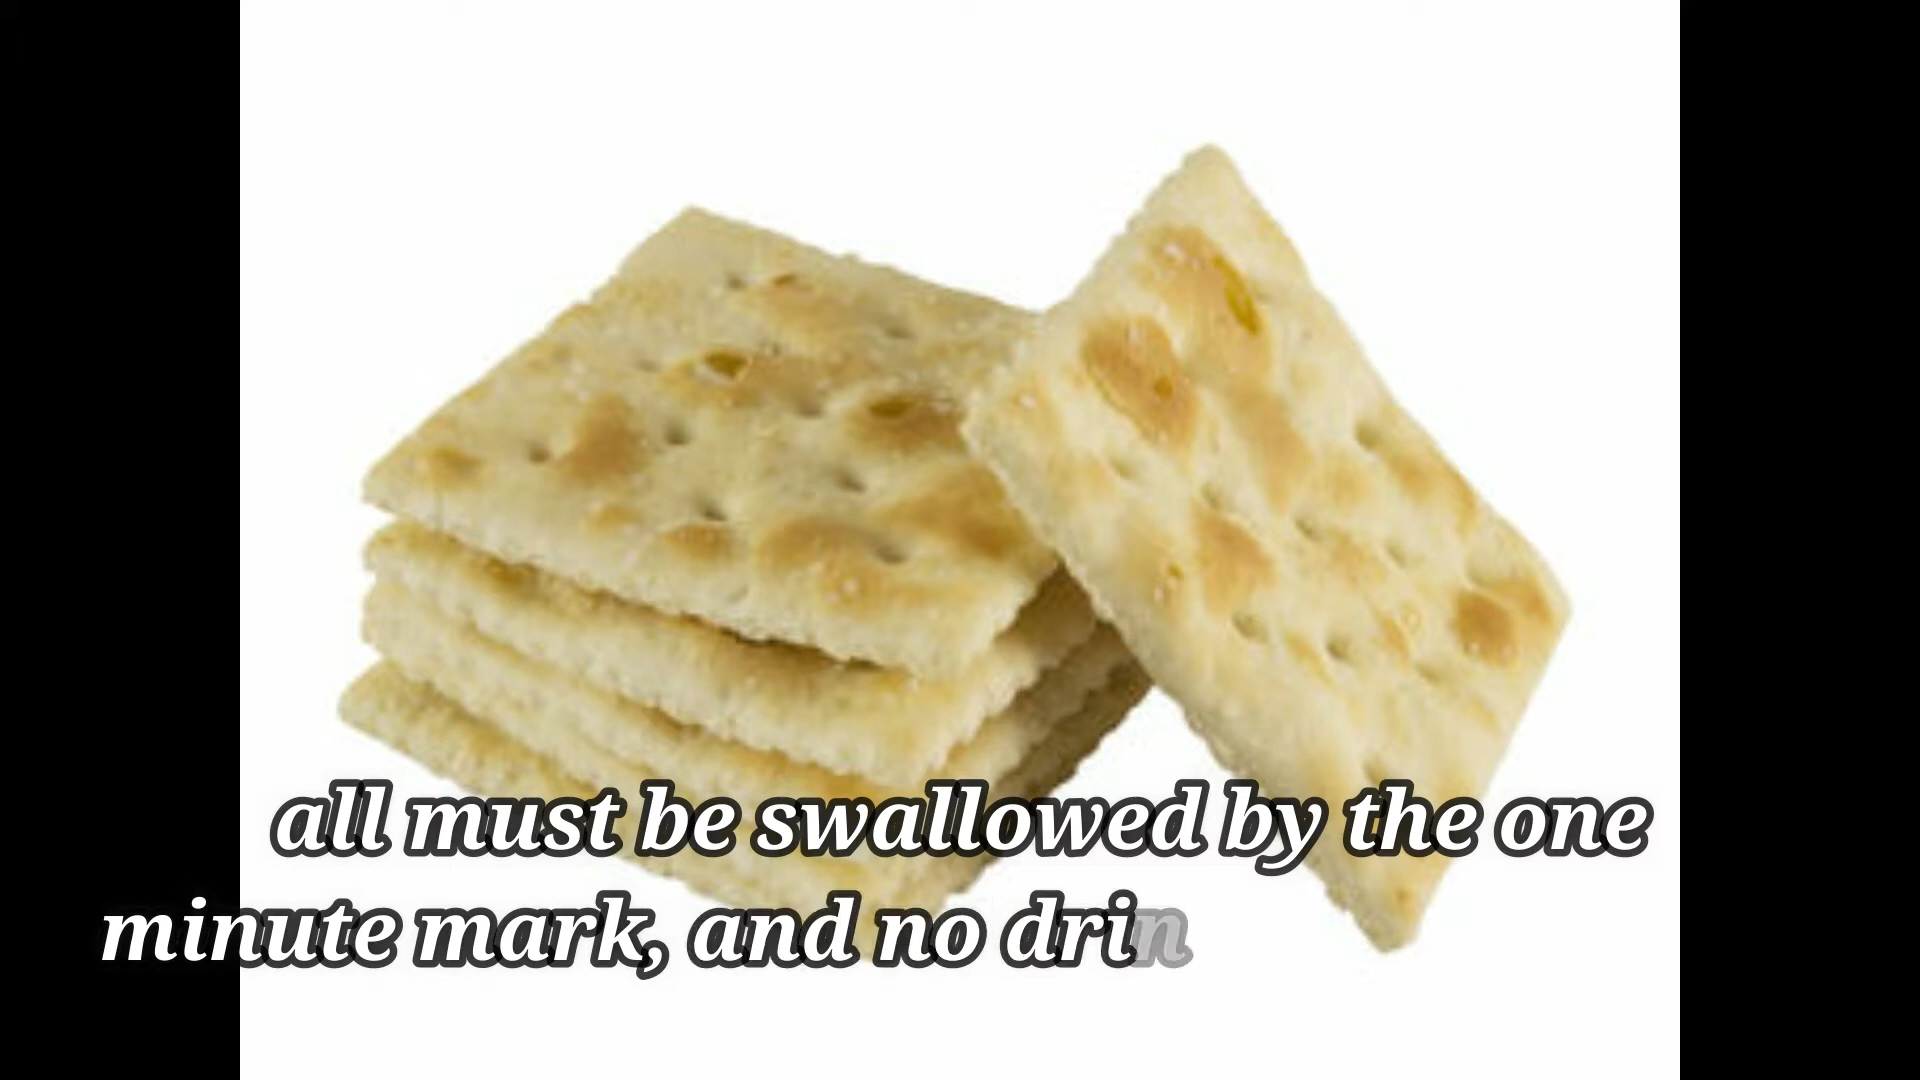 all must be swallowed by the one
minute mark, and no drin